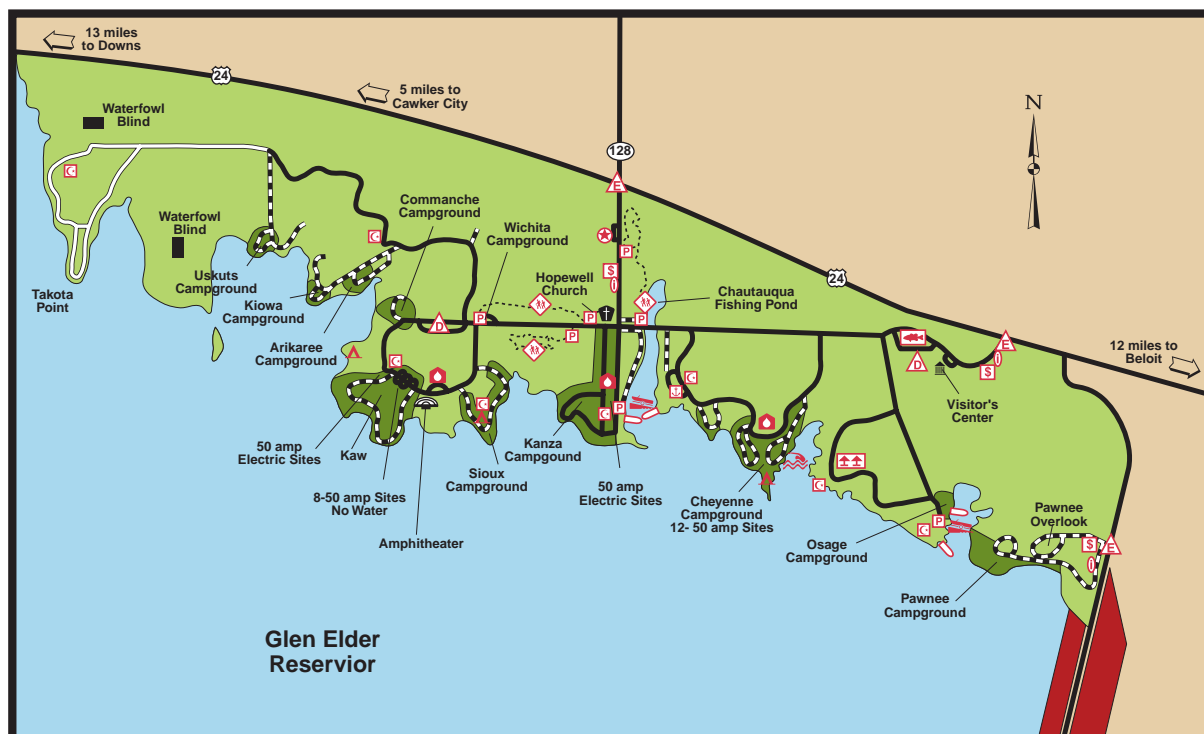 13 miles
to Downs
24
5 miles to
Cawker City
N
Waterfowl
Blind
128
E
Commanche
Campground
Waterfowl
Blind
Wichita
Campground
P
Uskuts
Campground
Hopewell
Church
$
i
Chautauqua
Fishing Pond
24
Takota
Point
Kiowa
Campground
P
P
P
D
P
Arikaree
Campground
E
12 miles to
Beloit
D
i
$
Visitor's
Center
P
50 amp
Electric Sites
Kaw
Kanza
Campgound
Sioux
Campground
50 amp
Electric Sites
8-50 amp Sites
No Water
Cheyenne
Campground
12- 50 amp Sites
Amphitheater
Pawnee
Overlook
P
Osage
Campground
$
E
i
Pawnee
Campground
Glen Elder
Reservior